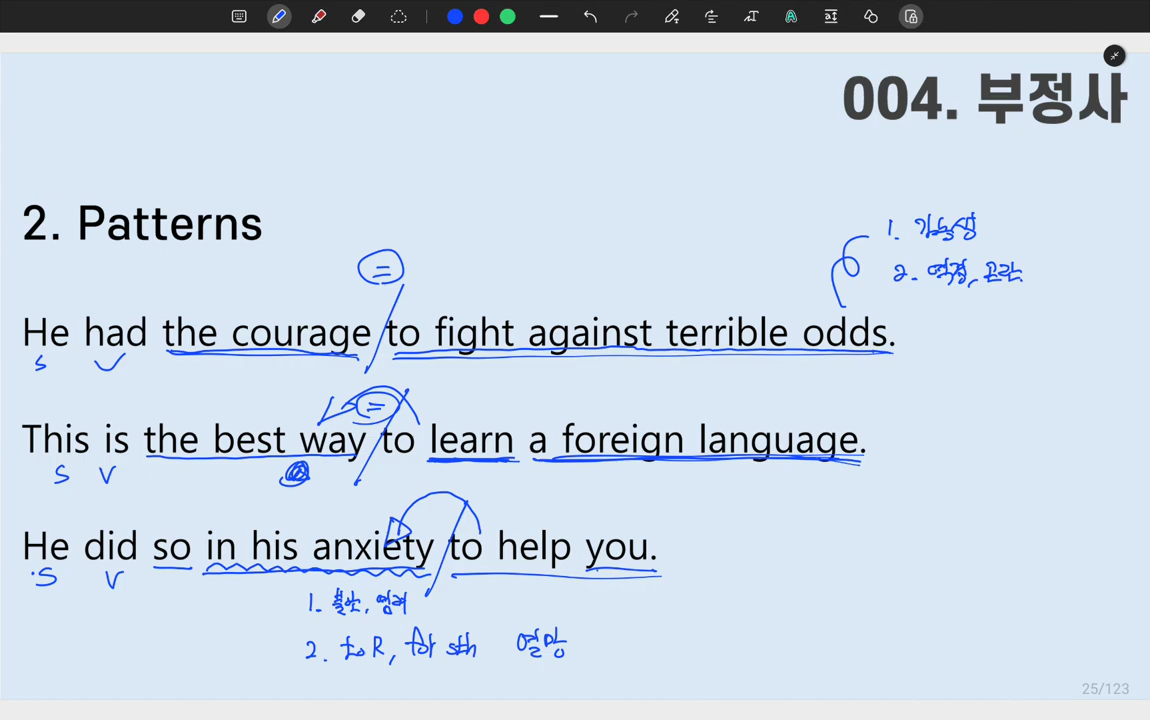 004. 부정사
2. Patterns
1. 가능성
2. 역경, 곤란
=
He had the courage to fight against terrible odds.
S V
=
This is the best way to learn a foreign language.
S V
He did so in his anxiety to help you.
S V
1. 불안, 염려
2. to R, for sth 열망
25/123